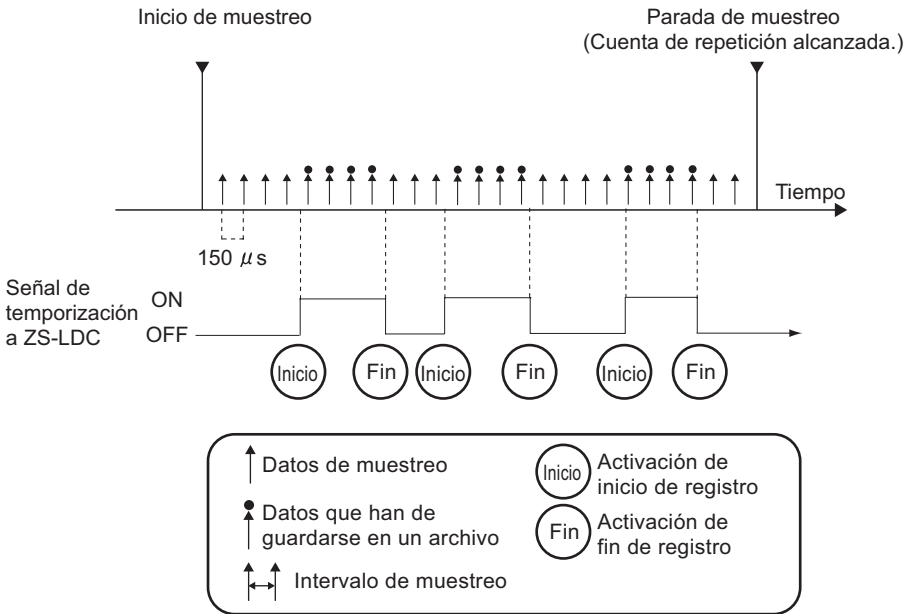 Inicio de muestreo
Parada de muestreo
(Cuenta de repetición alcanzada.)
Tiempo
150 μs
Señal de
temporización
a ZS-LDC
ON
OFF
Inicio
Fin
Inicio
Fin
Inicio
Fin
Datos de muestreo
Datos que han de
guardarse en un archivo
Intervalo de muestreo
Inicio
Activación de
inicio de registro
Fin
Activación de
fin de registro